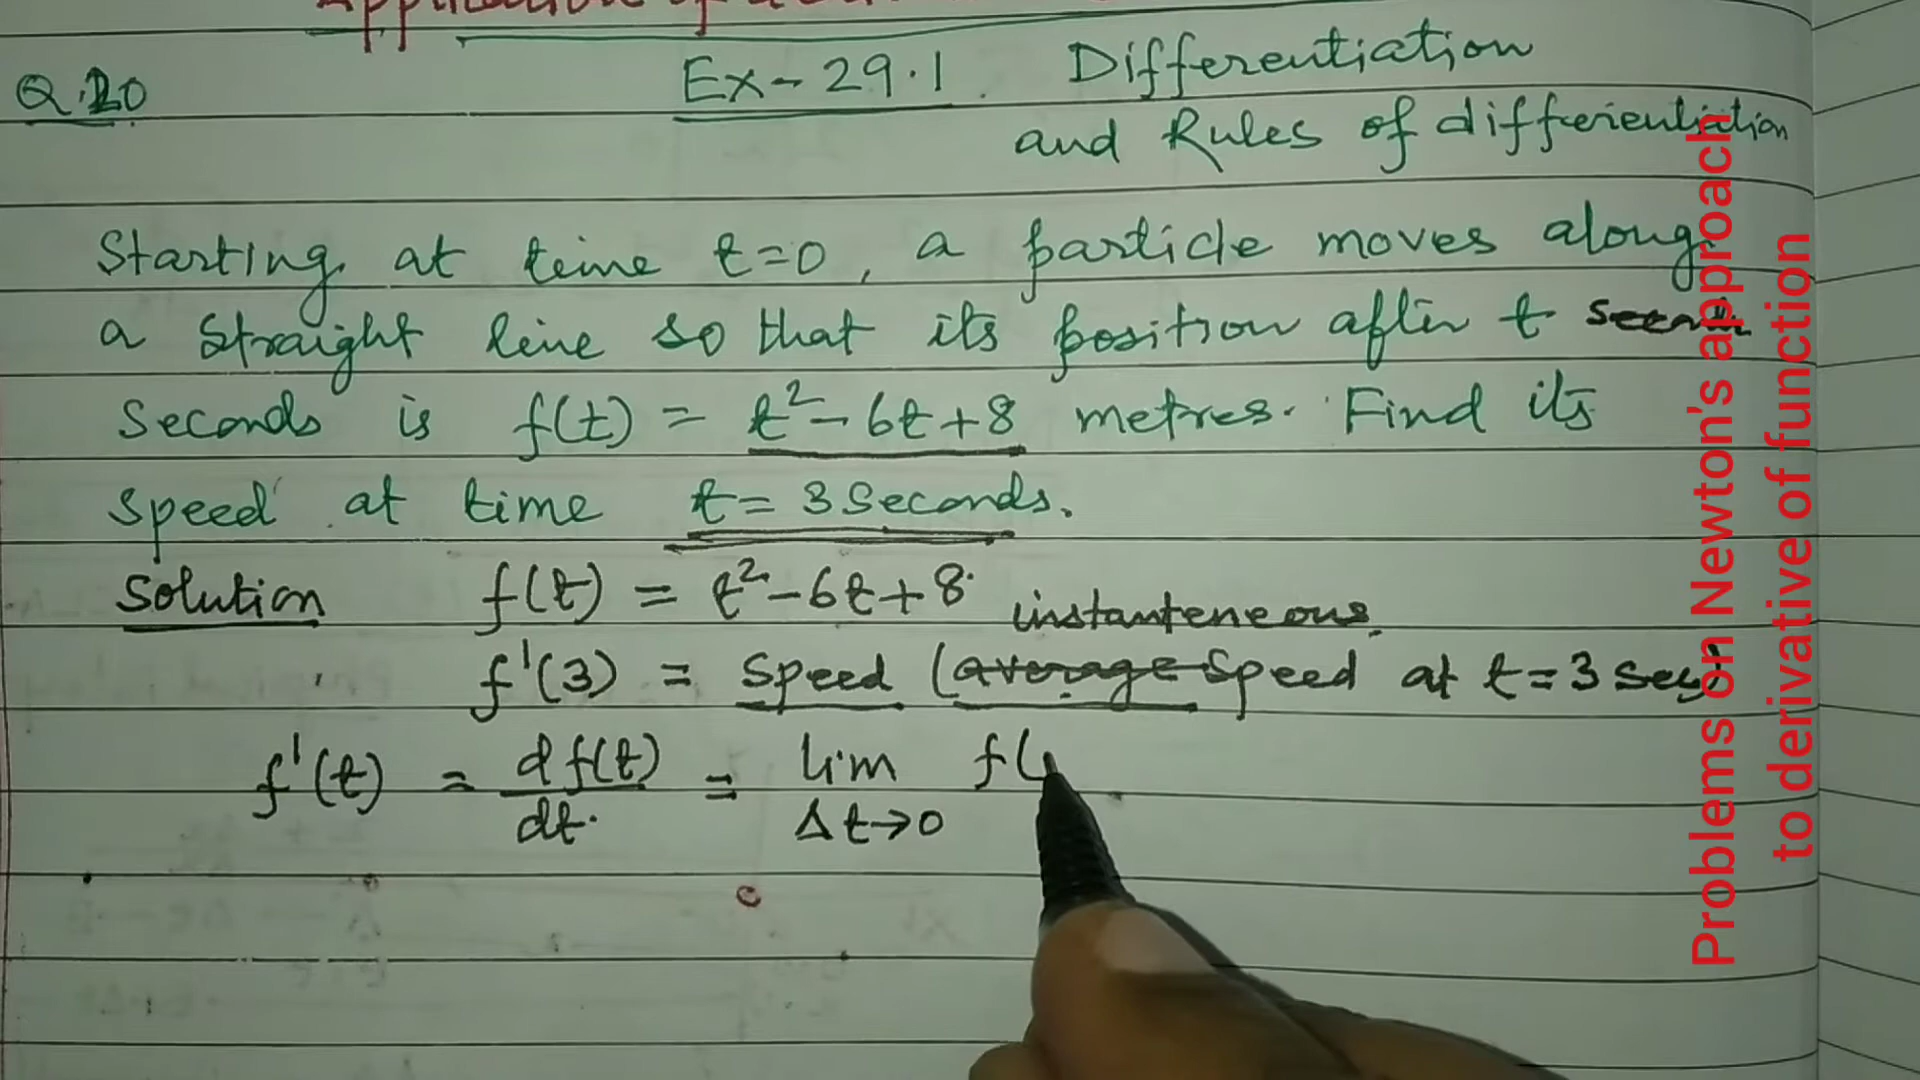 Application of
Q.20
Ex-29.1. Differentiation
and Rules of differentiation
Starting at time t=0, a particle moves along
a straight line so that its position after t
seconds is f(t) = t²-6t+8 metres. Find its
speed at time t=3 seconds.
Solution f(t) = t²-6t+8.
instanteneous
f'(3) = speed (average speed at t=3 sec)
f'(t) = df(t)/dt. = lim Δt→0 f(
Problems on Newton's approach
to derivative of function